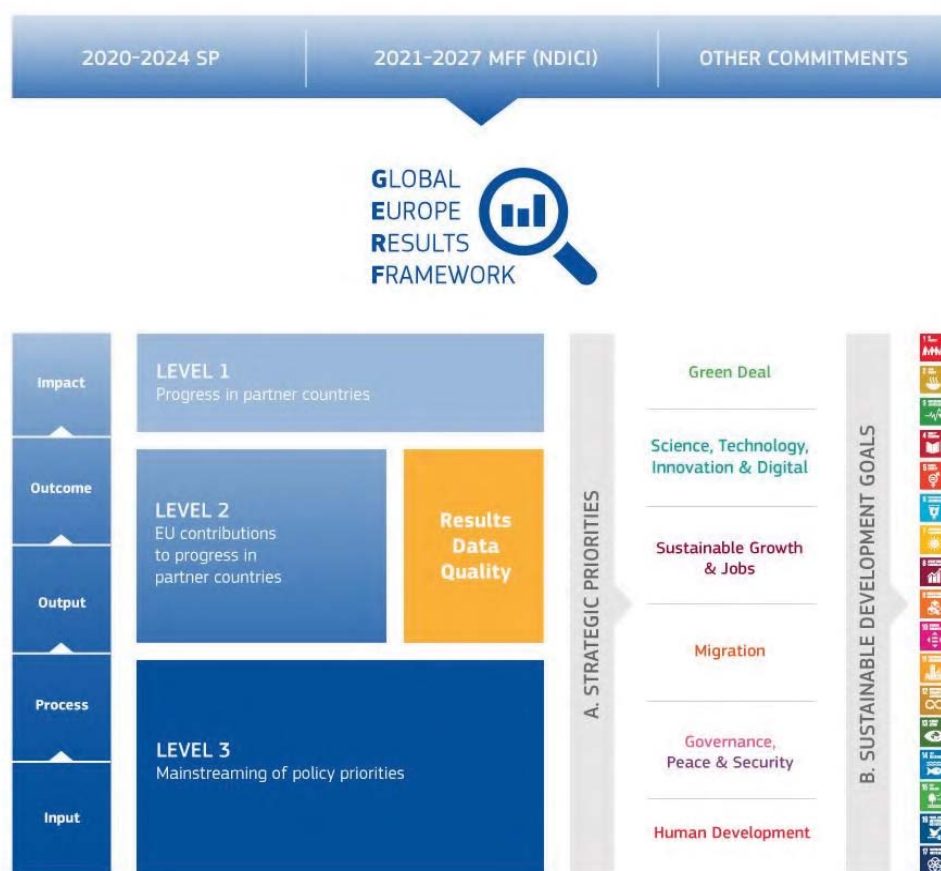 2020-2024 SP
2021-2027 MFF (NDICI)
OTHER COMMITMENTS
GLOBAL
EUROPE
RESULTS
FRAMEWORK
Impact
Outcome
Output
Process
Input
LEVEL 1
Progress in partner countries
LEVEL 2
EU contributions
to progress in
partner countries
Results
Data
Quality
LEVEL 3
Mainstreaming of policy priorities
A. STRATEGIC PRIORITIES
Green Deal
Science, Technology,
Innovation & Digital
Sustainable Growth
& Jobs
Migration
Governance,
Peace & Security
Human Development
B. SUSTAINABLE DEVELOPMENT GOALS